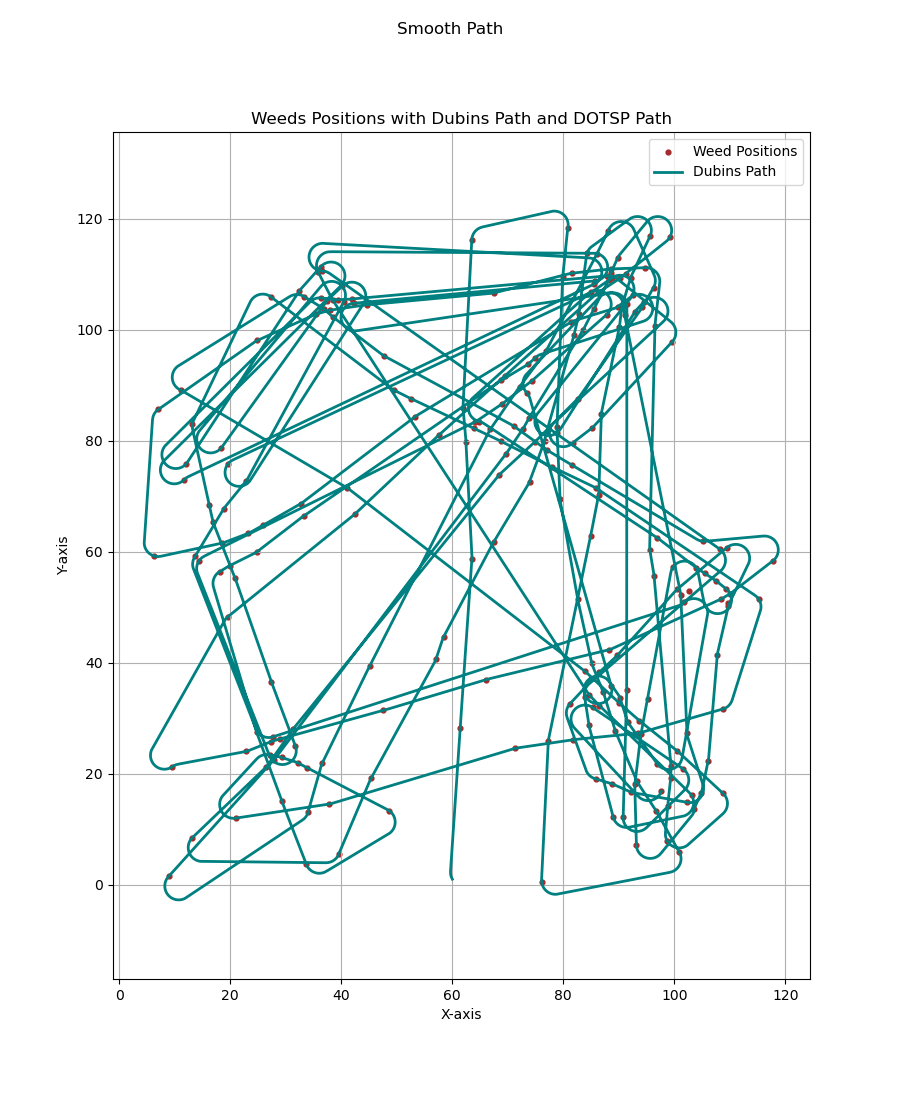 Smooth Path
Weeds Positions with Dubins Path and DOTSP Path
Weed Positions
Dubins Path
120
100
80
60
40
20
0
Y-axis
0 20 40 60 80 100 120
X-axis